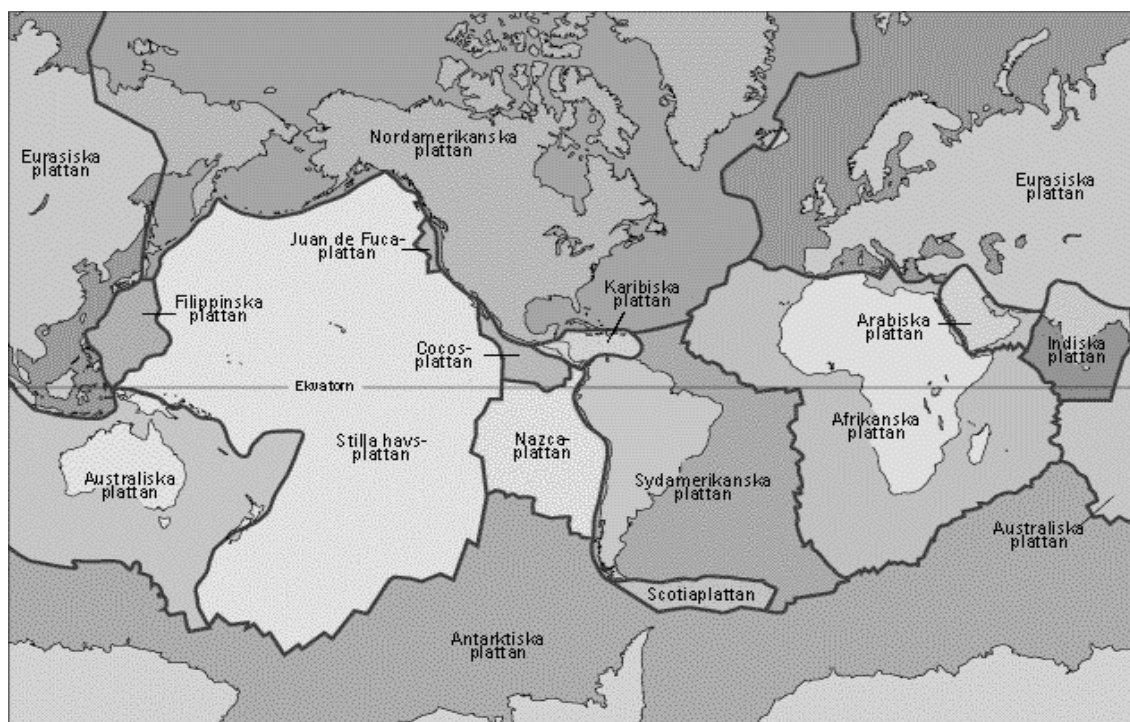 Nordamerikanska
plattan
Eurasiska
plattan
Eurasiska
plattan
Juan de Fuca-
plattan
Karibiska
plattan
Filippinska
plattan
Arabiska
plattan
Indiska
plattan
Cocos-
plattan
Ekvatorn
Afrikanska
plattan
Stilla havs-
plattan
Nazca-
plattan
Australiska
plattan
Sydamerikanska
plattan
Australiska
plattan
Scotiaplattan
Antarktiska
plattan